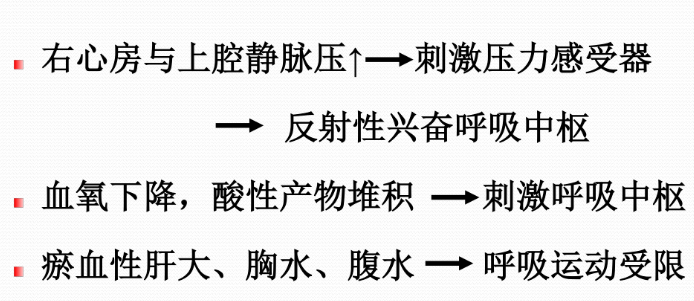 右心房与上腔静脉压↑→刺激压力感受器
→ 反射性兴奋呼吸中枢
血氧下降，酸性产物堆积 →刺激呼吸中枢
瘀血性肝大、胸水、腹水 → 呼吸运动受限